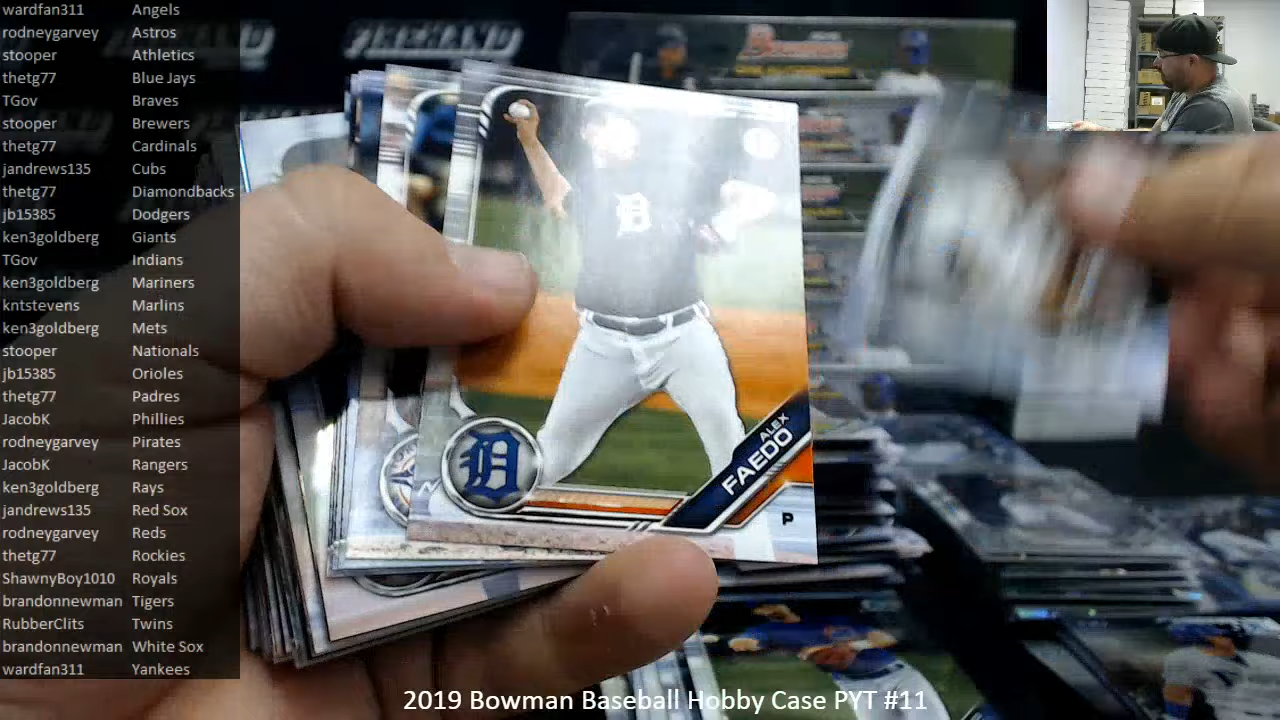 wardfan311 Angels
rodneygarvey Astros
stooper Athletics
thetg77 Blue Jays
TGov Braves
stooper Brewers
thetg77 Cardinals
jandrews135 Cubs
thetg77 Diamondbacks
jb15385 Dodgers
ken3goldberg Giants
TGov Indians
ken3goldberg Mariners
kntstevens Marlins
ken3goldberg Mets
stooper Nationals
jb15385 Orioles
thetg77 Padres
JacobK Phillies
rodneygarvey Pirates
JacobK Rangers
ken3goldberg Rays
jandrews135 Red Sox
rodneygarvey Reds
thetg77 Rockies
ShawnyBoy1010 Royals
brandonnewman Tigers
RubberClits Twins
brandonnewman White Sox
wardfan311 Yankees
Bowman
D
D
ALEX
FAEDO
P
2019 Bowman Baseball Hobby Case PYT #11